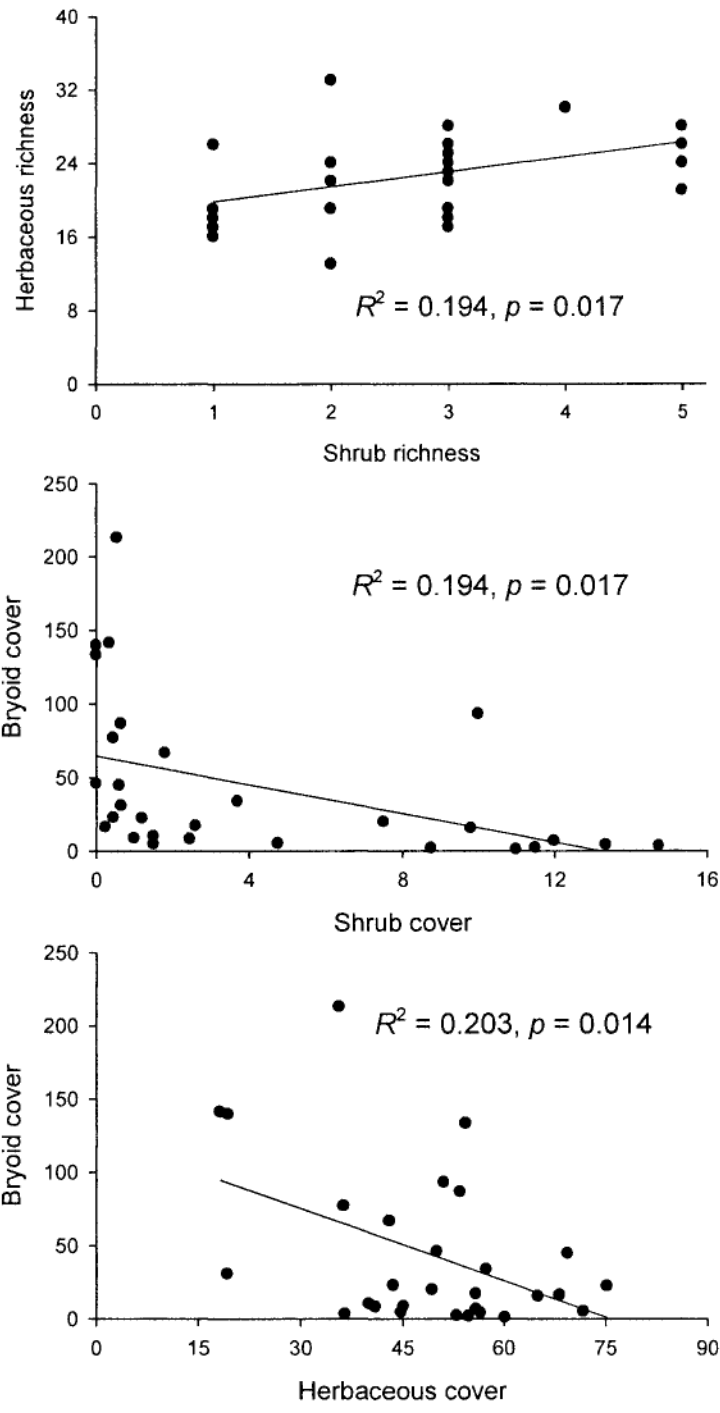 40
32
24
16
8
0
Herbaceous richness
R² = 0.194, p = 0.017
0 1 2 3 4 5
Shrub richness
250
200
150
100
50
0
Bryoid cover
R² = 0.194, p = 0.017
0 4 8 12 16
Shrub cover
250
200
150
100
50
0
Bryoid cover
R² = 0.203, p = 0.014
0 15 30 45 60 75 90
Herbaceous cover